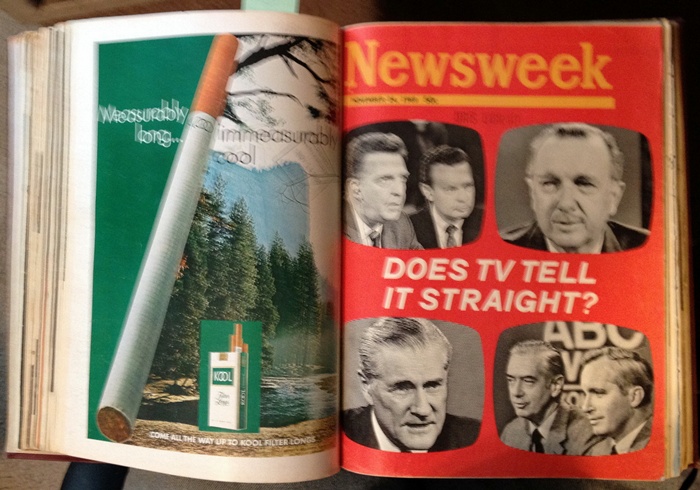 Measurably
long...
immeasurably
cool
KOOL
COME ALL THE WAY UP TO KOOL FILTER LONGS
Newsweek
DOES TV TELL
IT STRAIGHT?
ABC